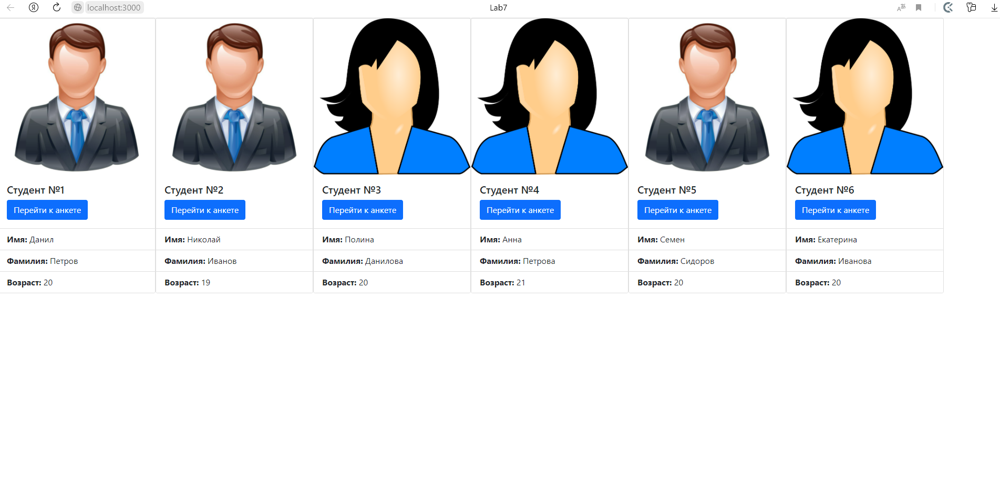 localhost:3000
Lab7
Студент №1
Перейти к анкете
Имя: Данил
Фамилия: Петров
Возраст: 20
Студент №2
Перейти к анкете
Имя: Николай
Фамилия: Иванов
Возраст: 19
Студент №3
Перейти к анкете
Имя: Полина
Фамилия: Данилова
Возраст: 20
Студент №4
Перейти к анкете
Имя: Анна
Фамилия: Петрова
Возраст: 21
Студент №5
Перейти к анкете
Имя: Семен
Фамилия: Сидоров
Возраст: 20
Студент №6
Перейти к анкете
Имя: Екатерина
Фамилия: Иванова
Возраст: 20